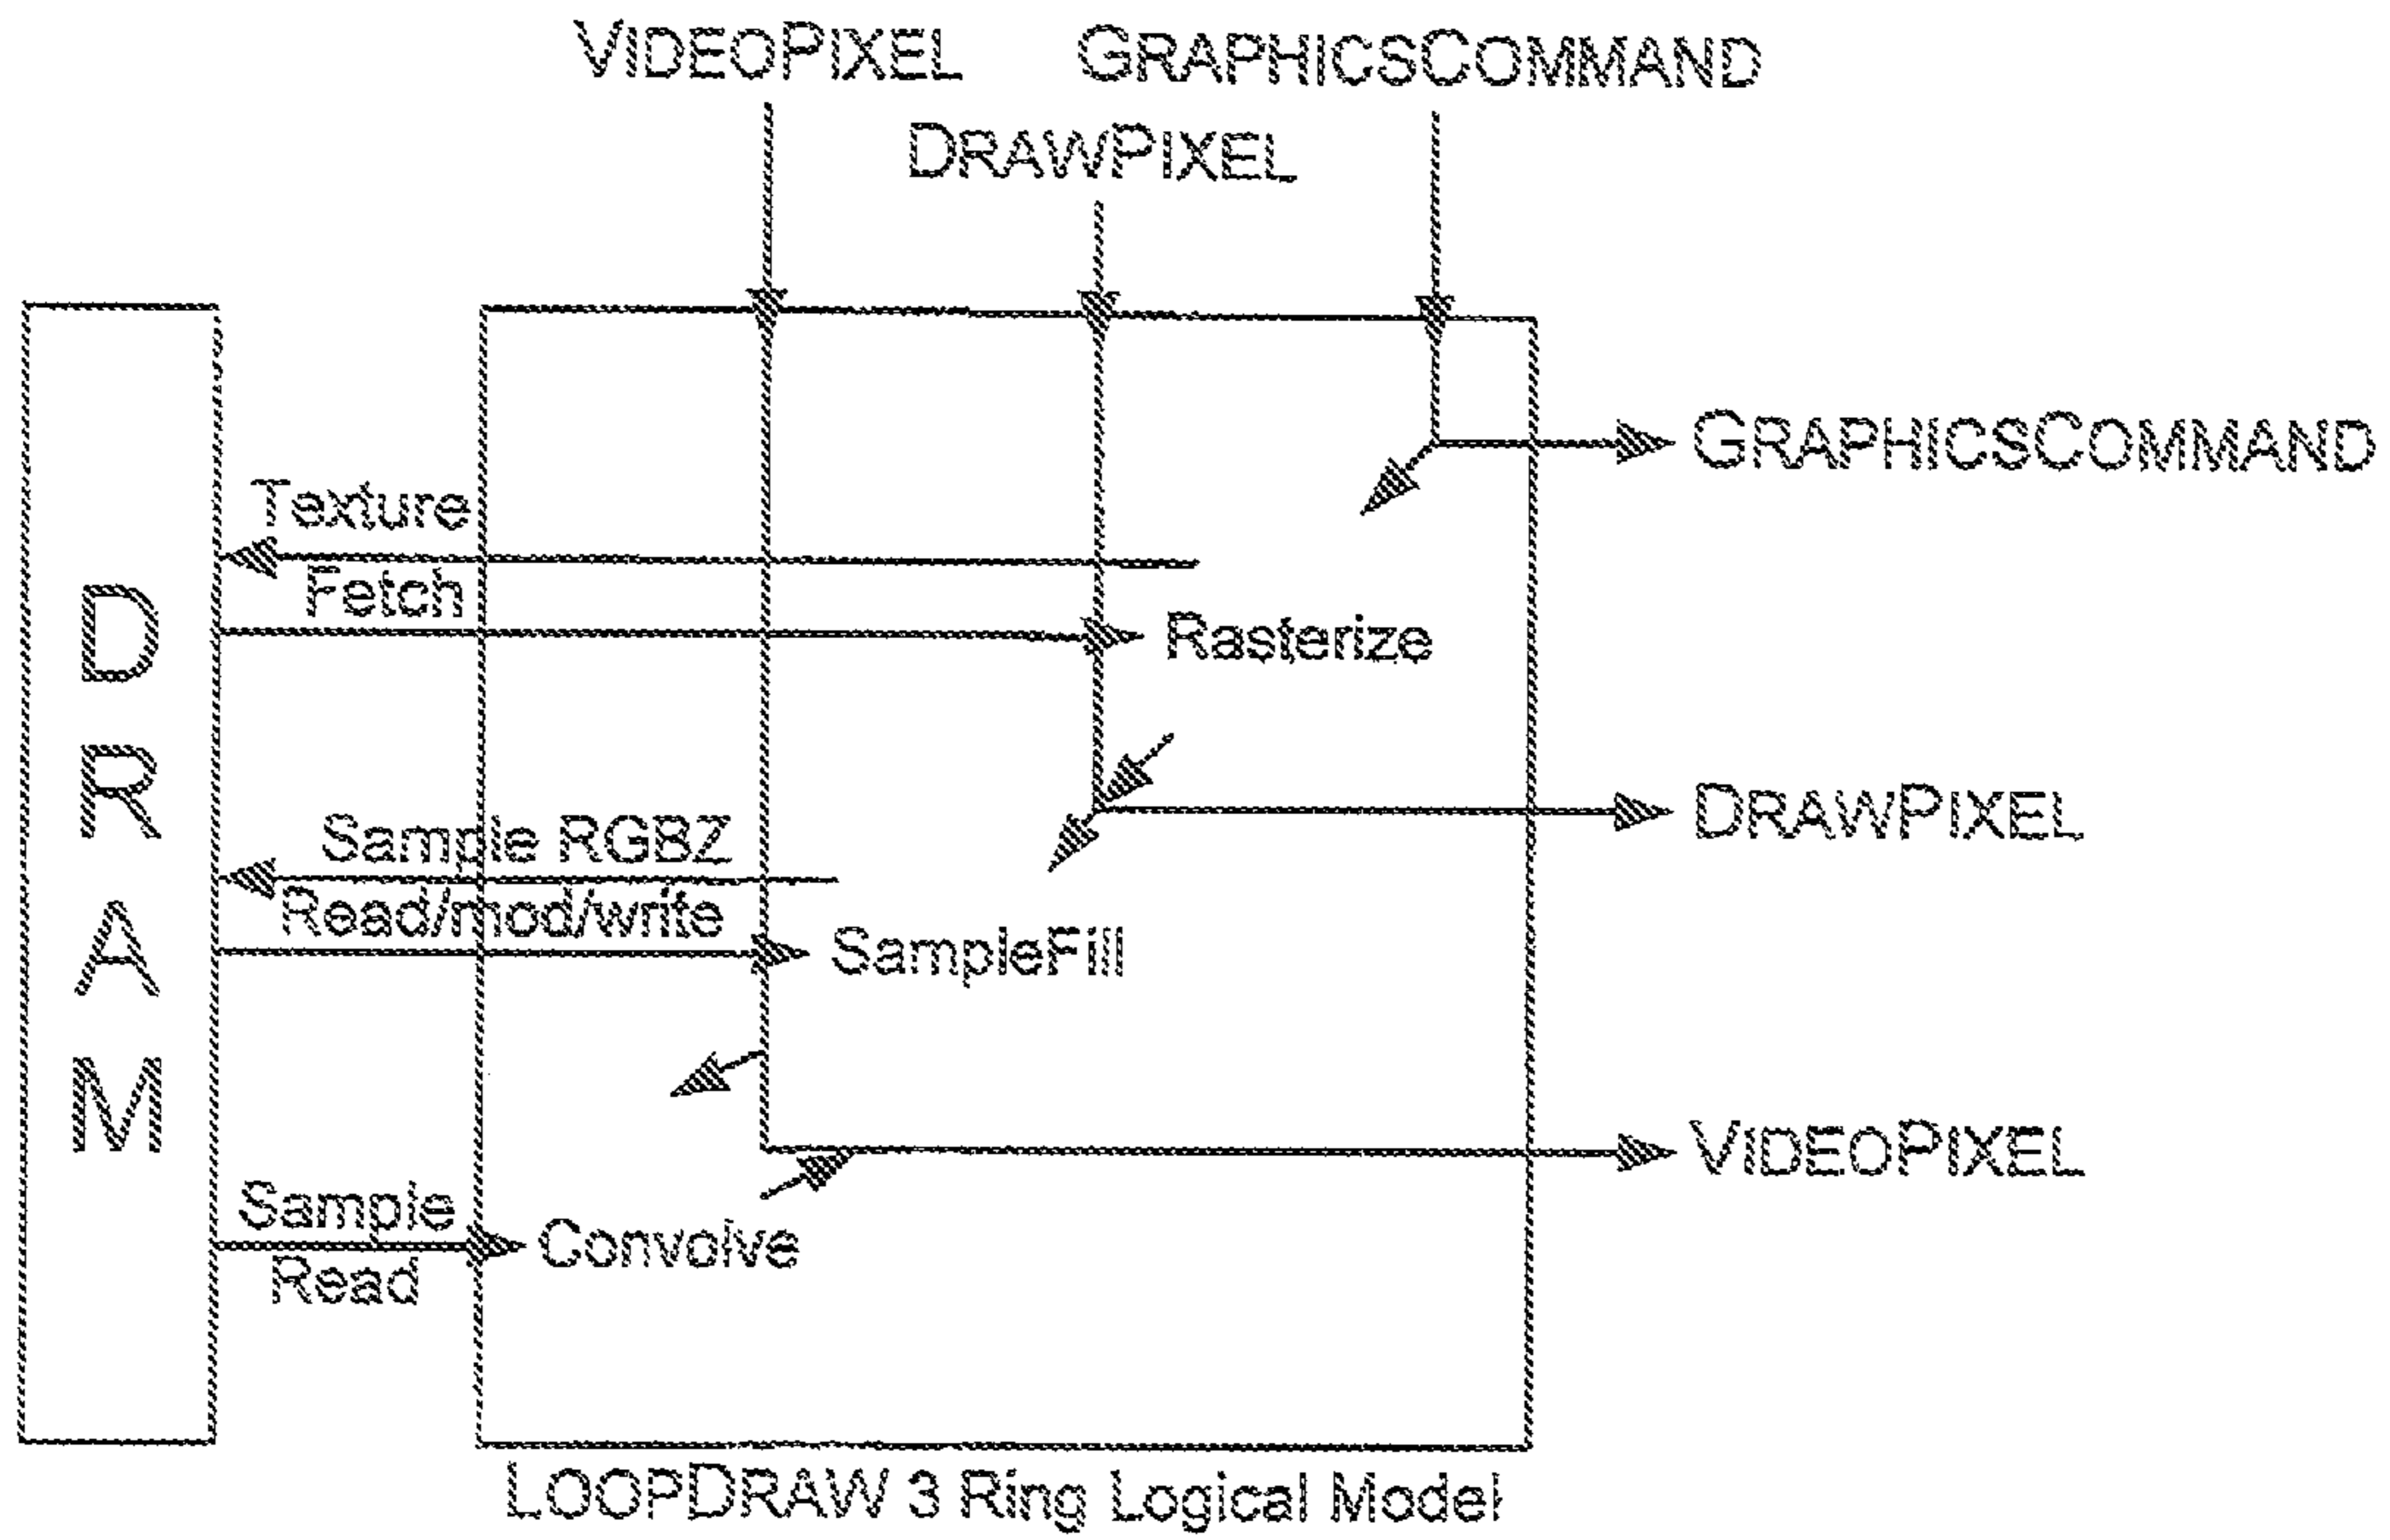 VIDEOPIXEL
GRAPHICSCOMMAND
DRAWPIXEL
GRAPHICSCOMMAND
Texture
Fetch
Rasterize
DRAM
DRAWPIXEL
Sample RGBZ
Read/mod/write
SampleFill
VIDEOPIXEL
Sample
Read
Convolve
LOOPDRAW 3 Ring Logical Model